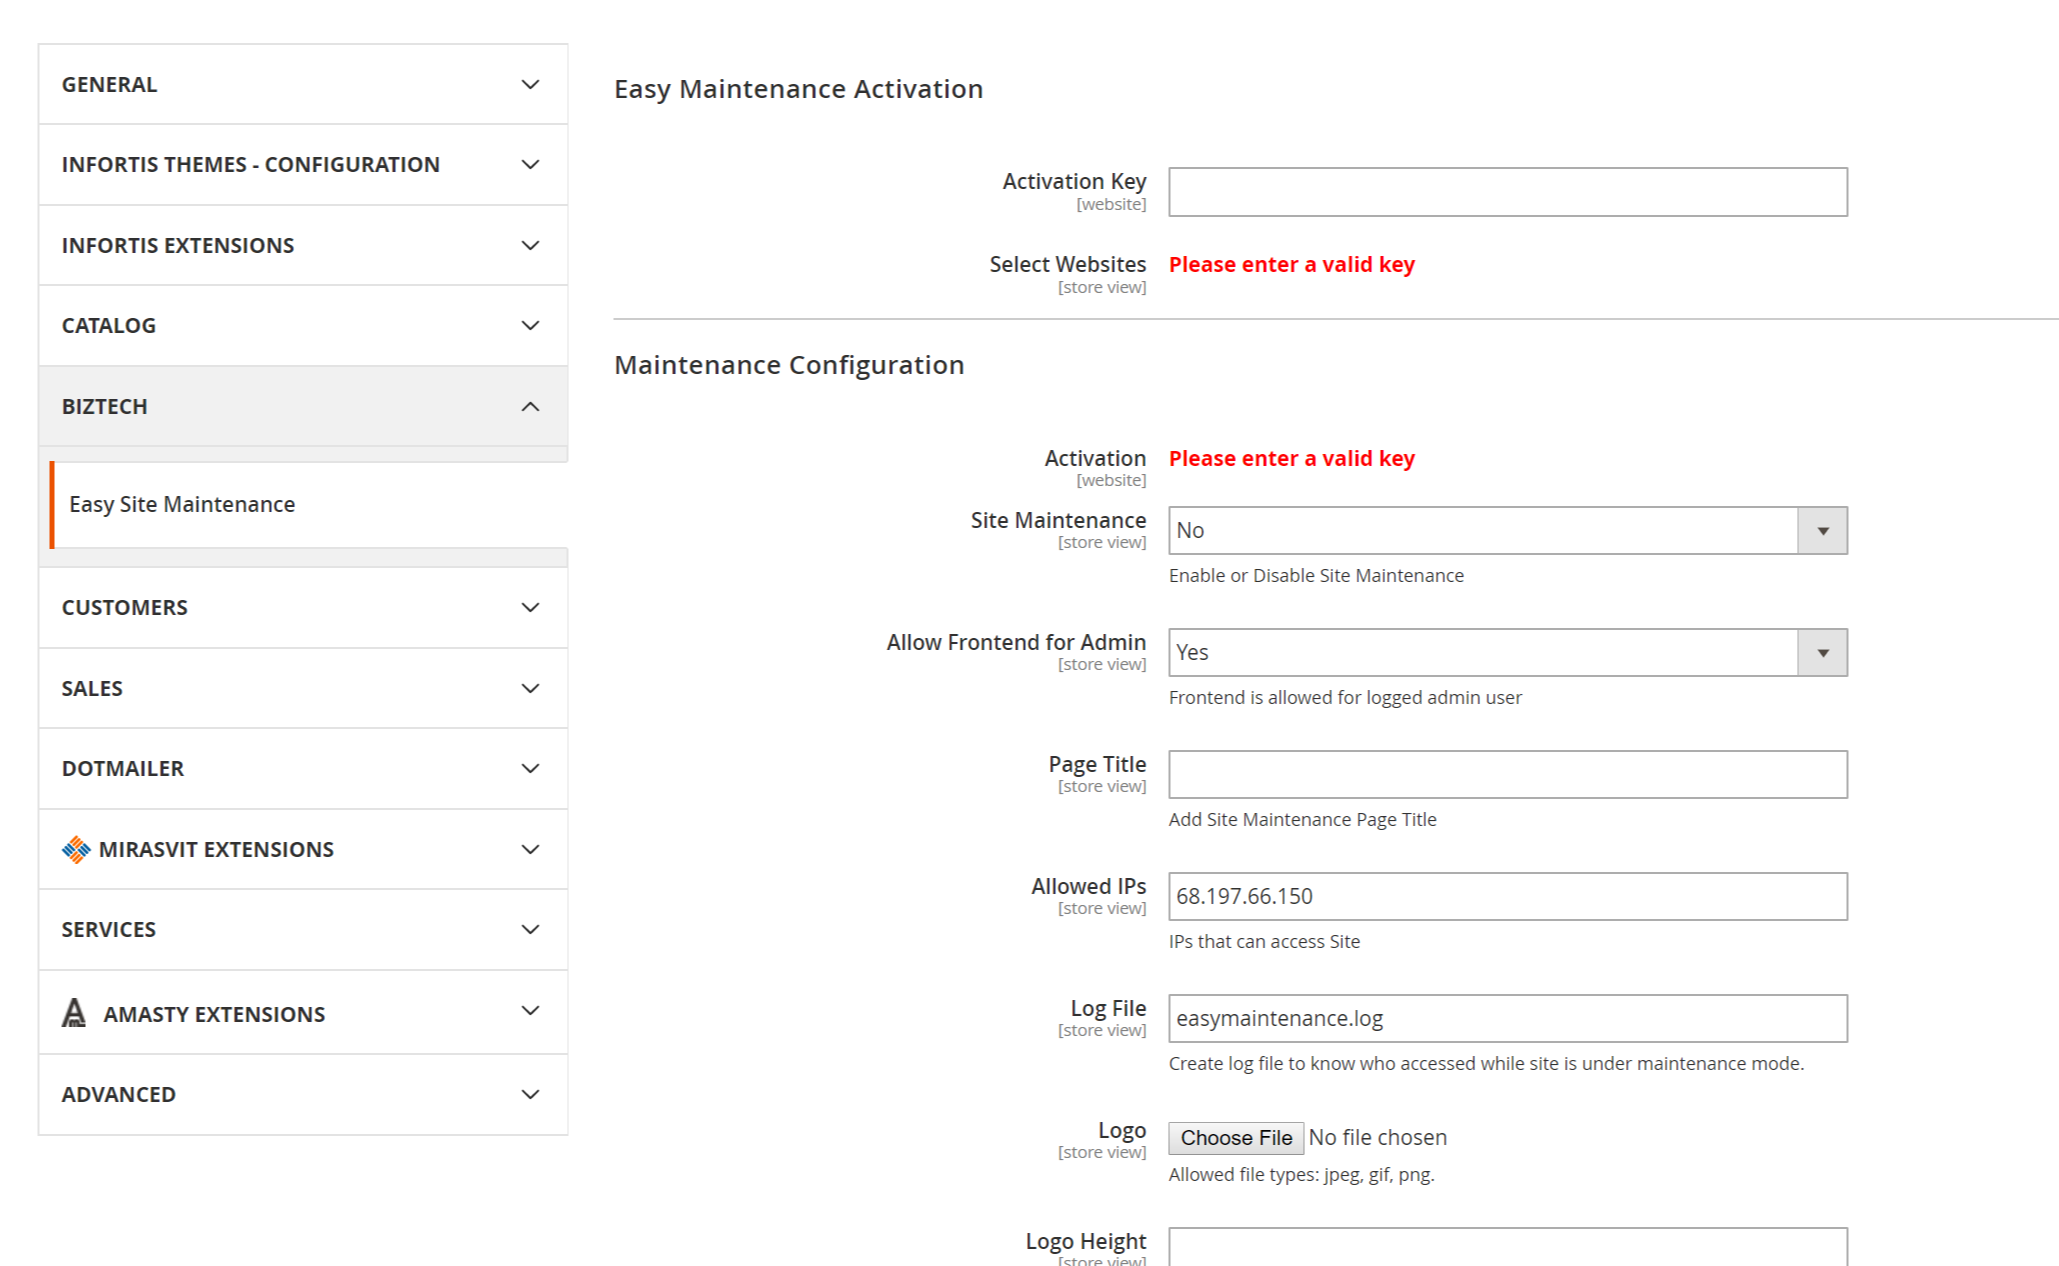 GENERAL
INFORTIS THEMES - CONFIGURATION
INFORTIS EXTENSIONS
CATALOG
BIZTECH
Easy Site Maintenance
CUSTOMERS
SALES
DOTMAILER
MIRASVIT EXTENSIONS
SERVICES
AMASTY EXTENSIONS
ADVANCED
Easy Maintenance Activation
Activation Key
[website]
Select Websites
[store view]
Please enter a valid key
Maintenance Configuration
Activation
[website]
Please enter a valid key
Site Maintenance
[store view]
No
Enable or Disable Site Maintenance
Allow Frontend for Admin
[store view]
Yes
Frontend is allowed for logged admin user
Page Title
[store view]
Add Site Maintenance Page Title
Allowed IPs
[store view]
68.197.66.150
IPs that can access Site
Log File
[store view]
easymaintenance.log
Create log file to know who accessed while site is under maintenance mode.
Logo
[store view]
Choose File No file chosen
Allowed file types: jpeg, gif, png.
Logo Height
[store view]